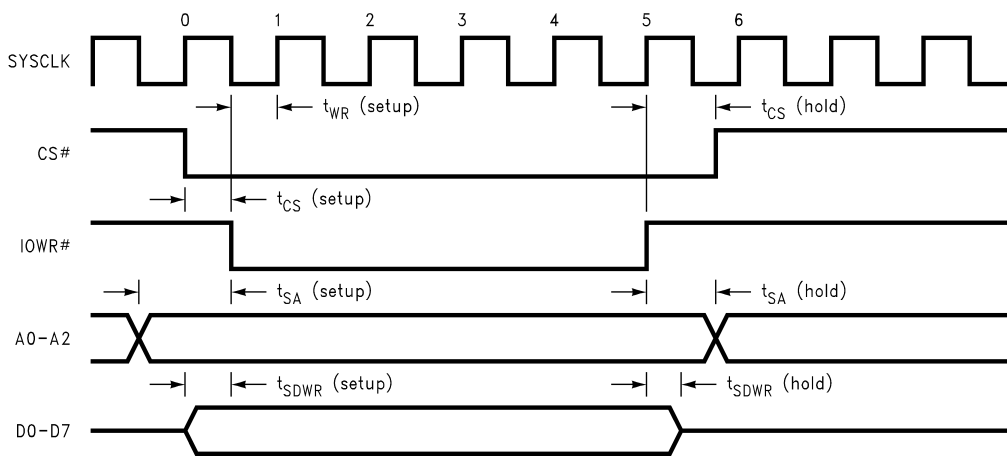 0 1 2 3 4 5 6
SYSCLK
t_WR (setup) t_CS (hold)
CS#
t_CS (setup)
IOWR#
t_SA (setup) t_SA (hold)
A0-A2
t_SDWR (setup) t_SDWR (hold)
D0-D7